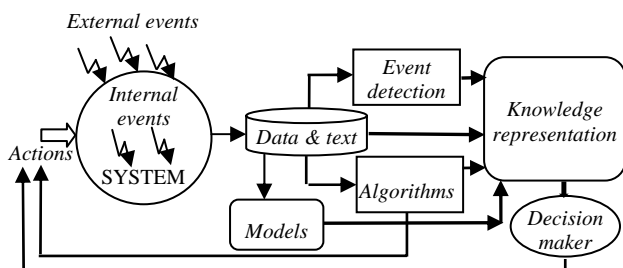 External events
Internal
events
SYSTEM
Actions
Data & text
Event
detection
Algorithms
Models
Knowledge
representation
Decision
maker